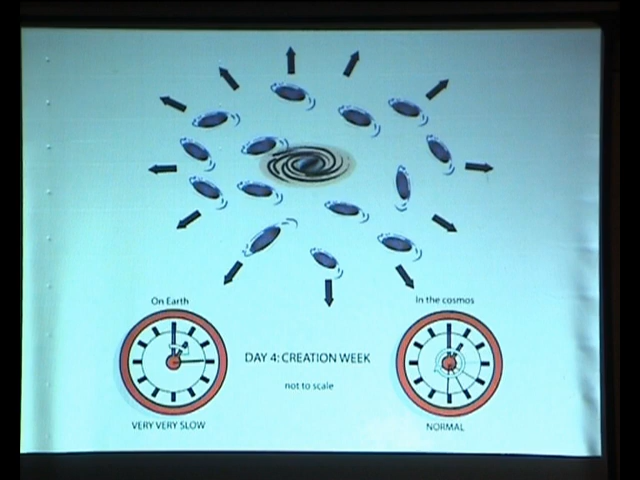 On Earth
In the cosmos
DAY 4: CREATION WEEK
not to scale
VERY VERY SLOW
NORMAL